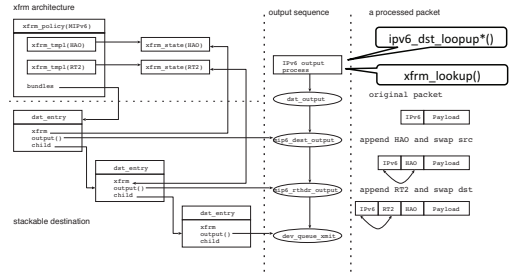 xfrm architecture
xfrm_policy(MIPv6)
xfrm_tmpl(HAO)
xfrm_state(HAO)
xfrm_tmpl(RT2)
xfrm_state(RT2)
bundles
dst_entry
xfrm
output()
child
dst_entry
xfrm
output()
child
dst_entry
xfrm
output()
child
stackable destination
output sequence
IPv6 output
process
dst_output
mip6_dest_output
mip6_rthdr_output
dev_queue_xmit
a processed packet
ipv6_dst_loopup*()
xfrm_lookup()
original packet
IPv6 Payload
append HAO and swap src
IPv6 HAO Payload
append RT2 and swap dst
IPv6 RT2 HAO Payload